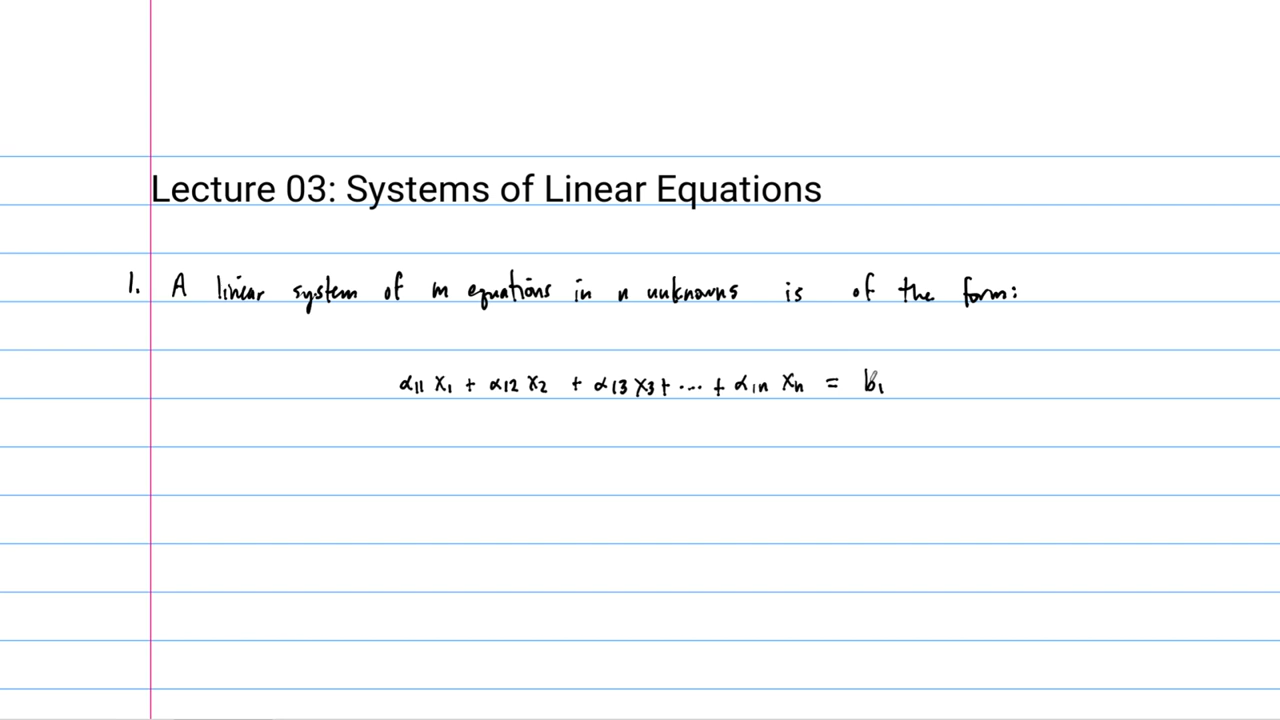 Lecture 03: Systems of Linear Equations
1. A linear system of m equations in n unknowns is of the form:
α₁₁ x₁ + α₁₂ x₂ + α₁₃ x₃ + ... + α₁ₙ xₙ = b₁